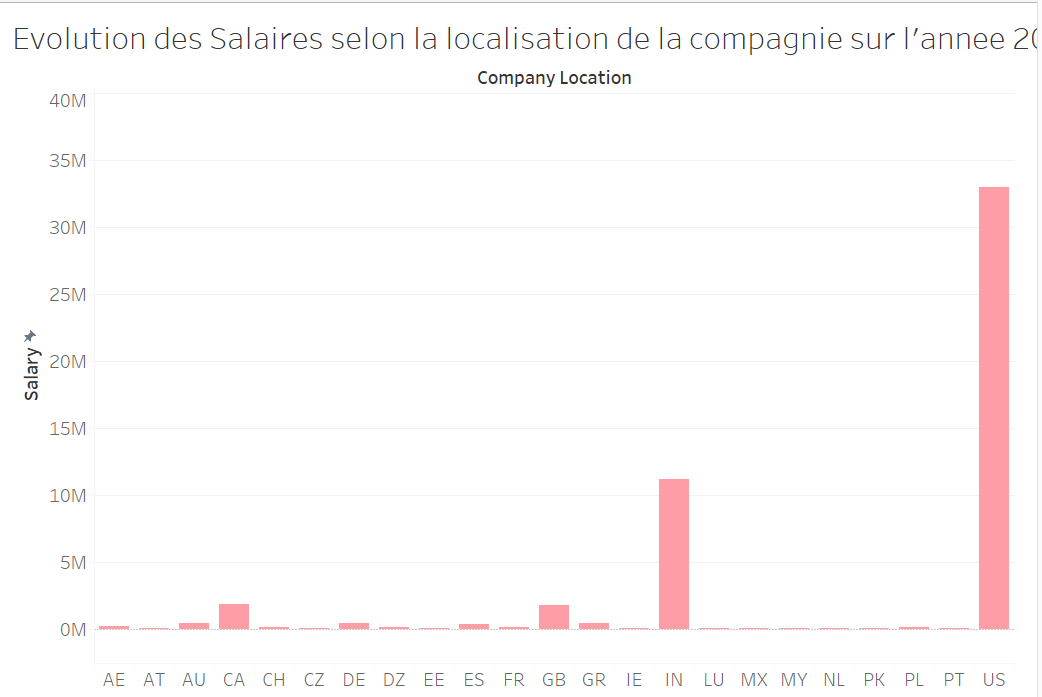 Evolution des Salaires selon la localisation de la compagnie sur l'annee
Company Location
40M
35M
30M
25M
20M
15M
10M
5M
0M
Salary
AE AT AU CA CH CZ DE DZ EE ES FR GB GR IE IN LU MX MY NL PK PL PT US